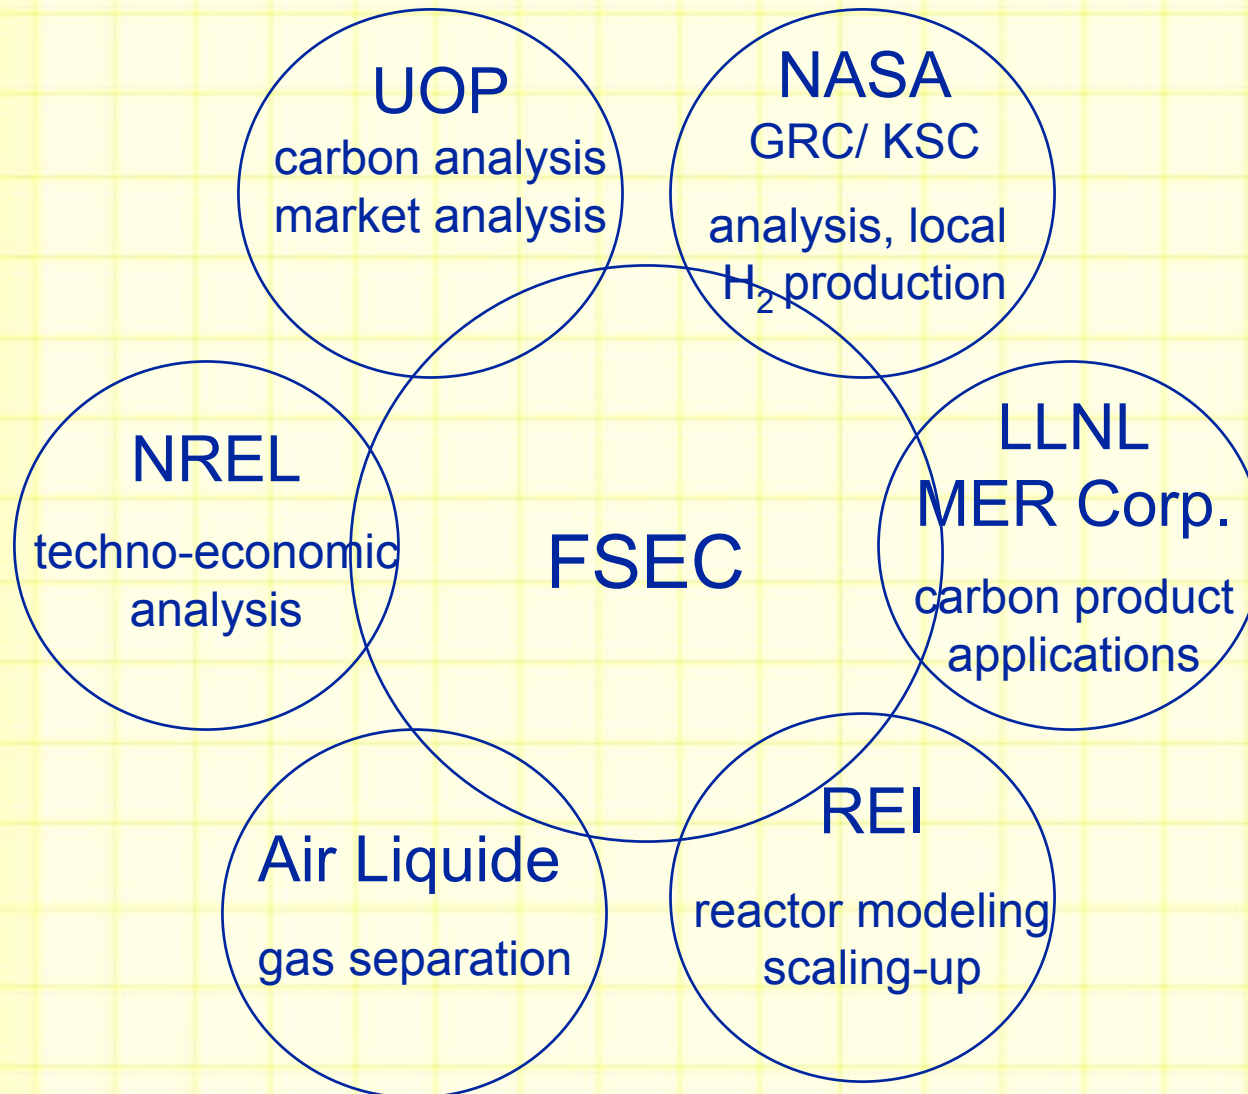 UOP
carbon analysis
market analysis
NASA
GRC/ KSC
analysis, local
H₂ production
NREL
techno-economic
analysis
FSEC
LLNL
MER Corp.
carbon product
applications
Air Liquide
gas separation
REI
reactor modeling
scaling-up